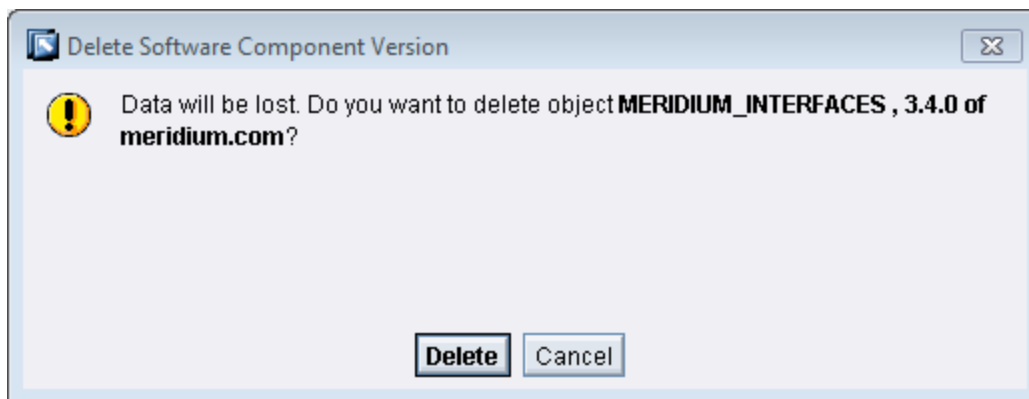 Delete Software Component Version
Data will be lost. Do you want to delete object MERIDIUM_INTERFACES , 3.4.0 of
meridium.com?
Delete Cancel